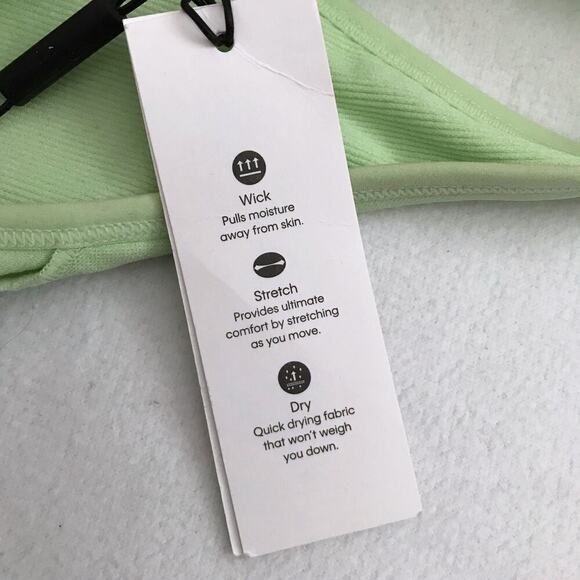 Wick
Pulls moisture
away from skin.
Stretch
Provides ultimate
comfort by stretching
as you move.
Dry
Quick drying fabric
that won't weigh
you down.